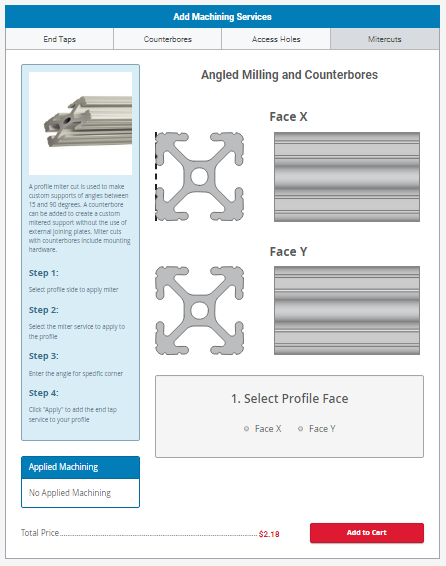 Add Machining Services
End Taps
Counterbores
Access Holes
Mitercuts
A profile miter cut is used to make
custom supports of angles between
15 and 90 degrees. A counterbore
can be added to create a custom
mitered support without the use of
external joining plates. Miter cuts
with counterbores include mounting
hardware.
Step 1:
Select profile side to apply miter
Step 2:
Select the miter service to apply to
the profile
Step 3:
Enter the angle for specific corner
Step 4:
Click "Apply" to add the end tap
service to your profile
Angled Milling and Counterbores
Face X
Face Y
1. Select Profile Face
Face X
Face Y
Applied Machining
No Applied Machining
Total Price
$2.18
Add to Cart